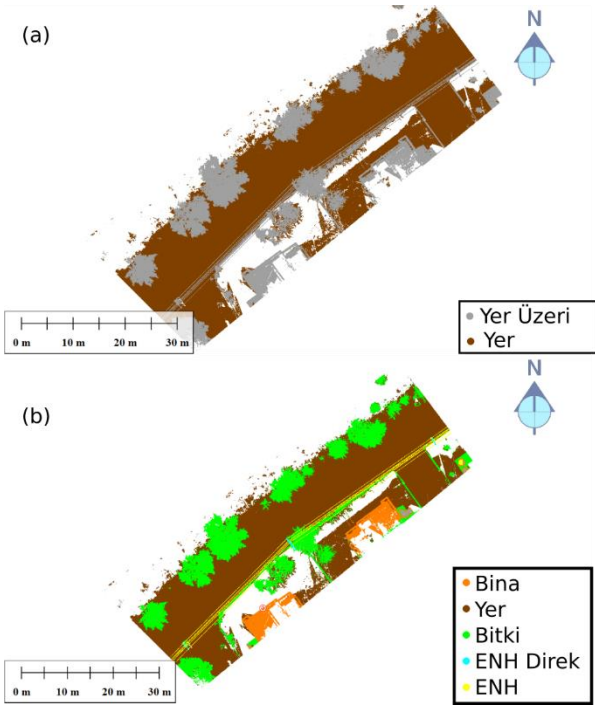 (a)
N
0 m 10 m 20 m 30 m
Yer Üzeri
Yer
(b)
N
0 m 10 m 20 m 30 m
Bina
Yer
Bitki
ENH Direk
ENH